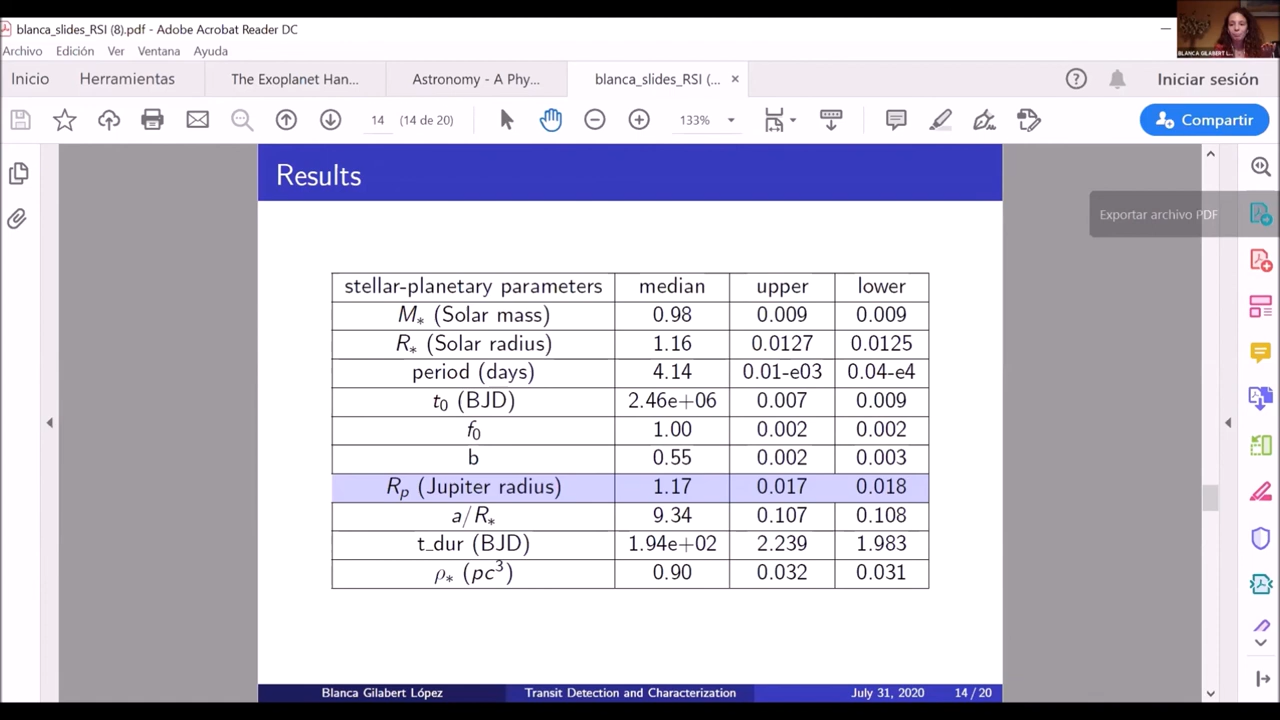 blanca_slides_RSI (8).pdf - Adobe Acrobat Reader DC
Archivo Edición Ver Ventana Ayuda
Inicio Herramientas The Exoplanet Han... Astronomy - A Phy... blanca_slides_RSI (... × ? Iniciar sesión
14 (14 de 20) 133% Compartir
BLANCA GILABERT L...
Exportar archivo PDF
Results
stellar-planetary parameters median upper lower
M* (Solar mass) 0.98 0.009 0.009
R* (Solar radius) 1.16 0.0127 0.0125
period (days) 4.14 0.01-e03 0.04-e4
t₀ (BJD) 2.46e+06 0.007 0.009
f₀ 1.00 0.002 0.002
b 0.55 0.002 0.003
Rₚ (Jupiter radius) 1.17 0.017 0.018
a/R* 9.34 0.107 0.108
t_dur (BJD) 1.94e+02 2.239 1.983
ρ* (pc³) 0.90 0.032 0.031
Blanca Gilabert López Transit Detection and Characterization July 31, 2020 14 / 20